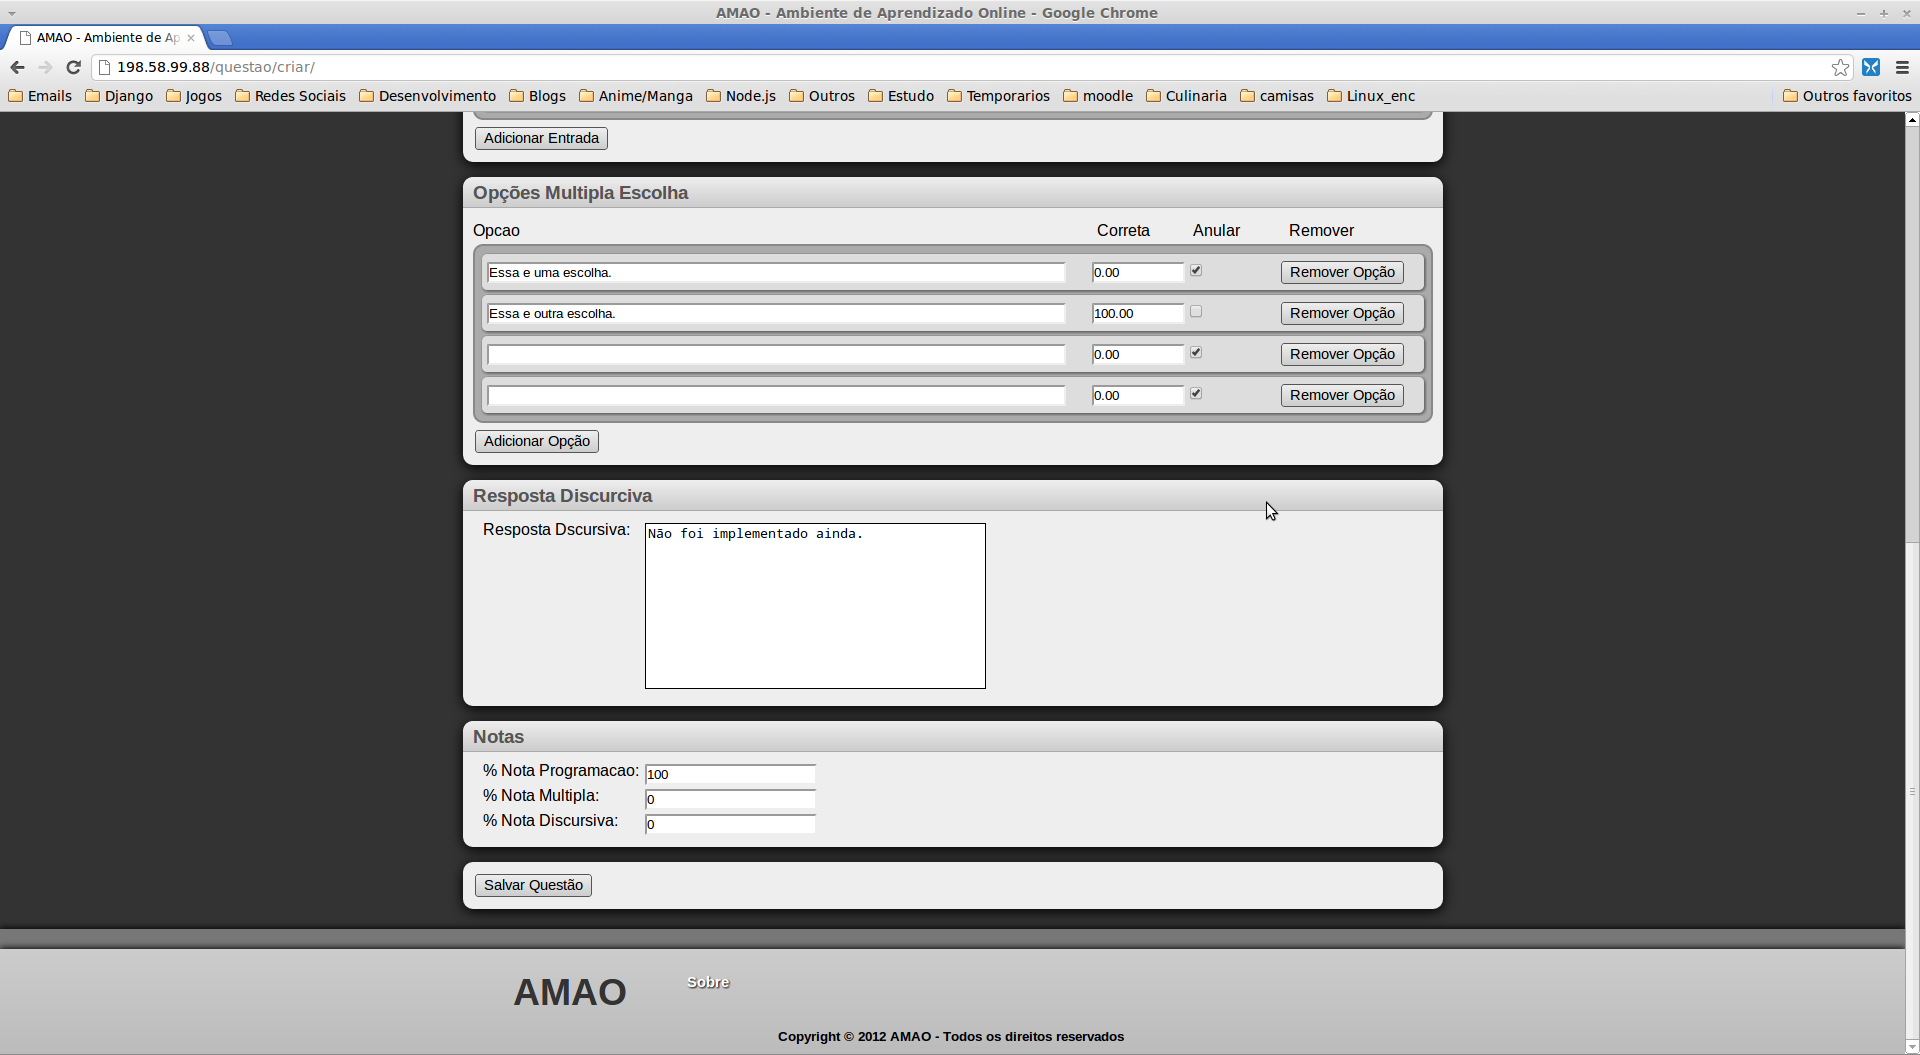 AMAO - Ambiente de Aprendizado Online - Google Chrome
AMAO - Ambiente de Ap
198.58.99.88/questao/criar/
Emails Django Jogos Redes Sociais Desenvolvimento Blogs Anime/Manga Node.js Outros Estudo Temporarios moodle Culinaria camisas Linux_enc Outros favoritos
Adicionar Entrada
Opções Multipla Escolha
Opcao Correta Anular Remover
Essa e uma escolha. 0.00 Remover Opção
Essa e outra escolha. 100.00 Remover Opção
0.00 Remover Opção
0.00 Remover Opção
Adicionar Opção
Resposta Discurciva
Resposta Dscursiva: Não foi implementado ainda.
Notas
% Nota Programacao: 100
% Nota Multipla: 0
% Nota Discursiva: 0
Salvar Questão
AMAO Sobre
Copyright © 2012 AMAO - Todos os direitos reservados